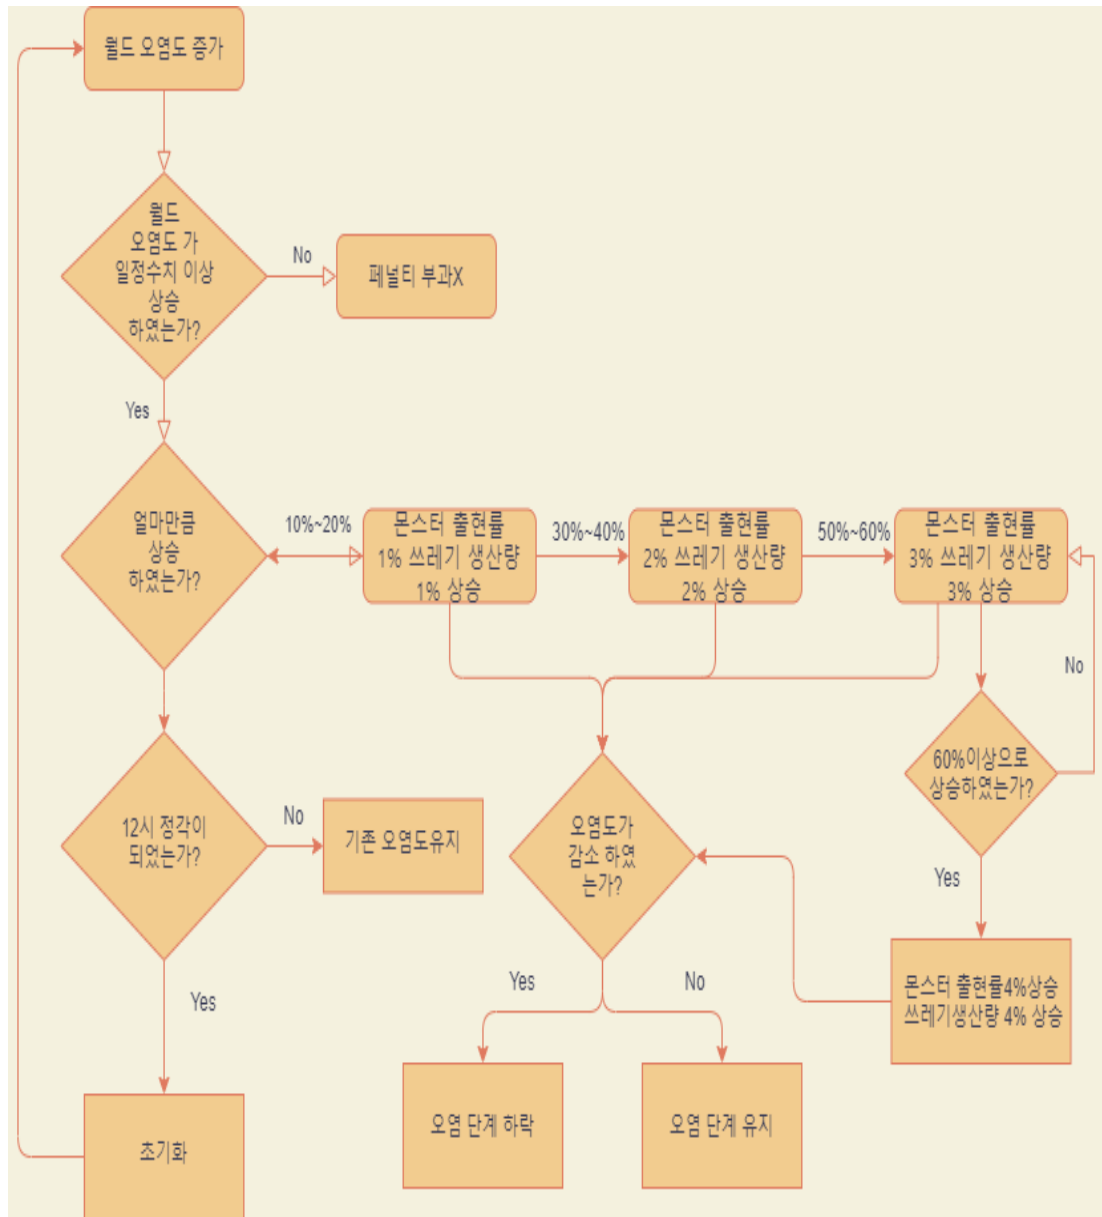 월드 오염도 증가
월드
오염도 가
일정수치 이상
상승
하였는가?
No
페널티 부과X
Yes
얼마만큼
상승
하였는가?
10%~20%
몬스터 출현률
1% 쓰레기 생산량
1% 상승
30%~40%
몬스터 출현률
2% 쓰레기 생산량
2% 상승
50%~60%
몬스터 출현률
3% 쓰레기 생산량
3% 상승
No
60%이상으로
상승하였는가?
12시 정각이
되었는가?
No
기존 오염도유지
오염도가
감소 하였
는가?
Yes
몬스터 출현률4%상승
쓰레기생산량 4% 상승
Yes
Yes
No
오염 단계 하락
오염 단계 유지
초기화